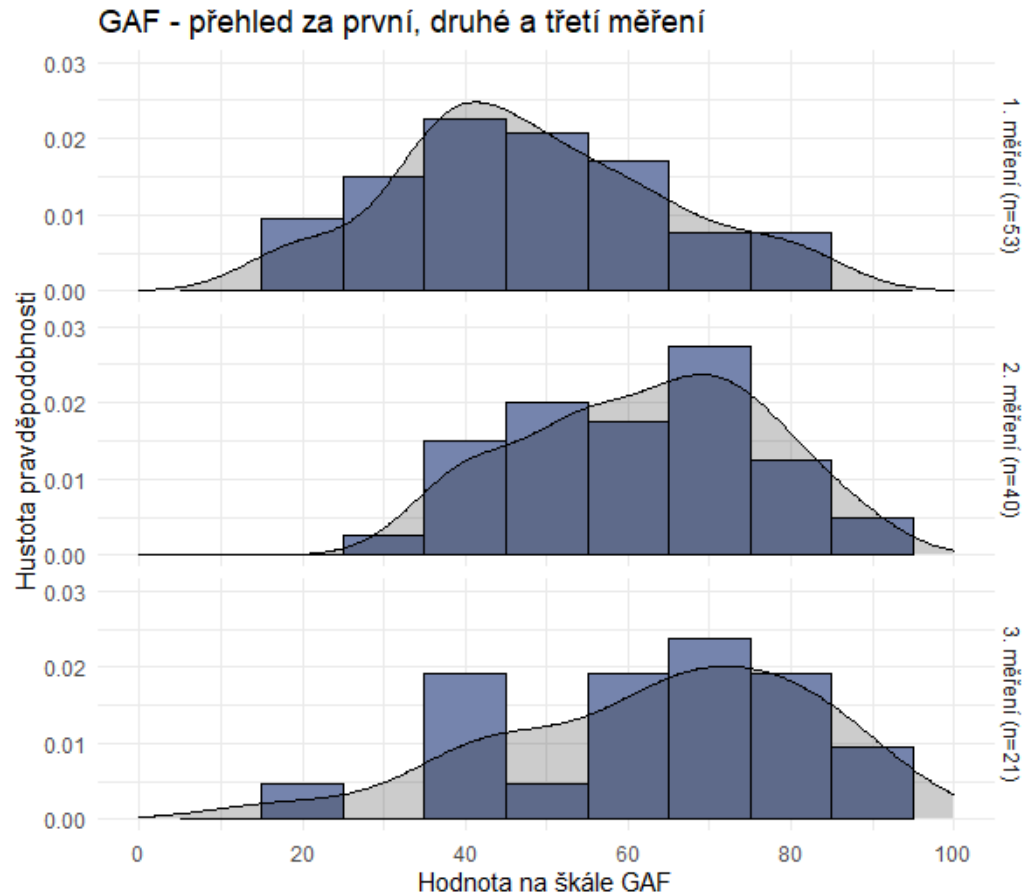 GAF - přehled za první, druhé a třetí měření
Hustota pravděpodobnosti
0.03
0.02
0.01
0.00
1. měření (n=53)
0.03
0.02
0.01
0.00
2. měření (n=40)
0.03
0.02
0.01
0.00
3. měření (n=21)
0 20 40 60 80 100
Hodnota na škále GAF